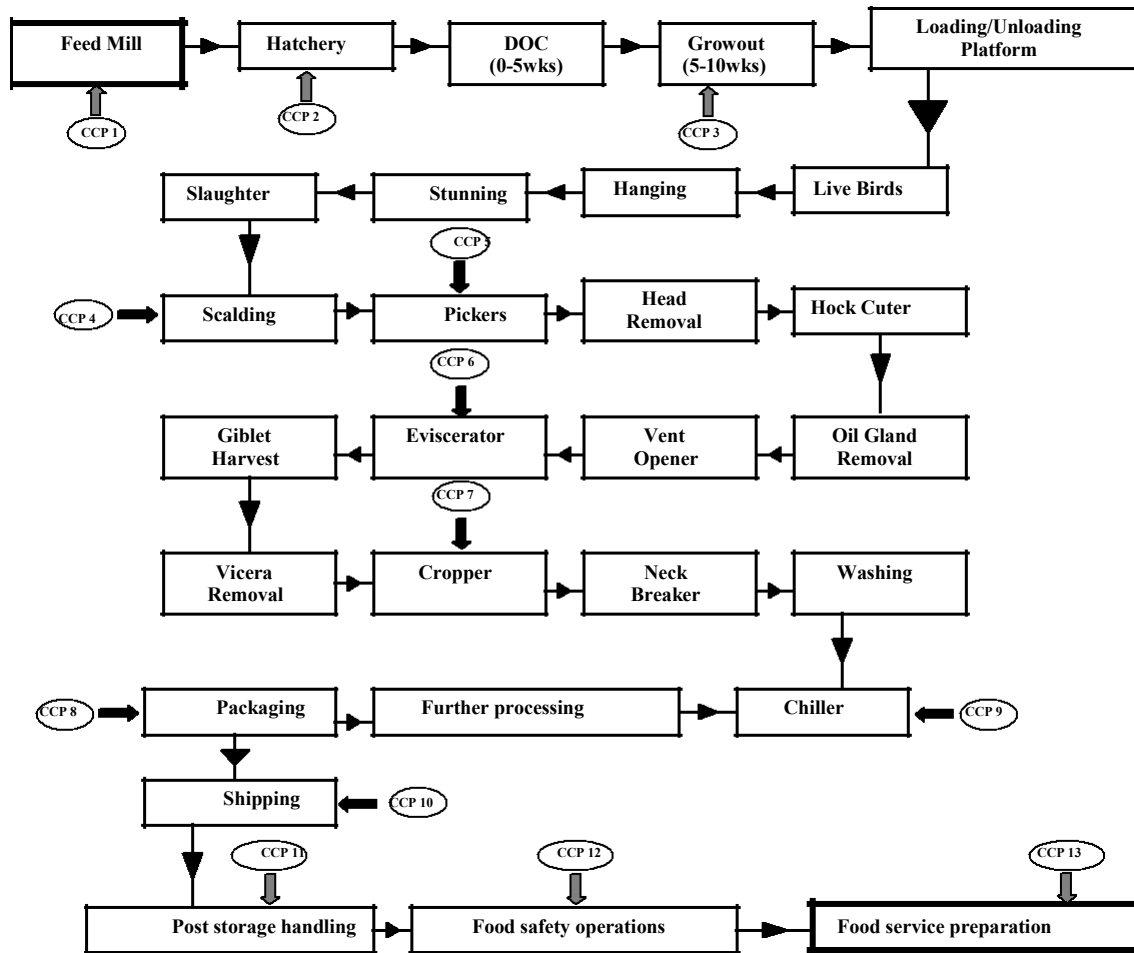 Feed Mill
Hatchery
DOC
(0-5wks)
Growout
(5-10wks)
Loading/Unloading
Platform
CCP 1
CCP 2
CCP 3
Slaughter
Stunning
Hanging
Live Birds
CCP 5
CCP 4
Scalding
Pickers
Head
Removal
Hock Cuter
CCP 6
Giblet
Harvest
Eviscerator
Vent
Opener
Oil Gland
Removal
CCP 7
Vicera
Removal
Cropper
Neck
Breaker
Washing
CCP 8
Packaging
Further processing
Chiller
CCP 9
Shipping
CCP 10
CCP 11
CCP 12
CCP 13
Post storage handling
Food safety operations
Food service preparation